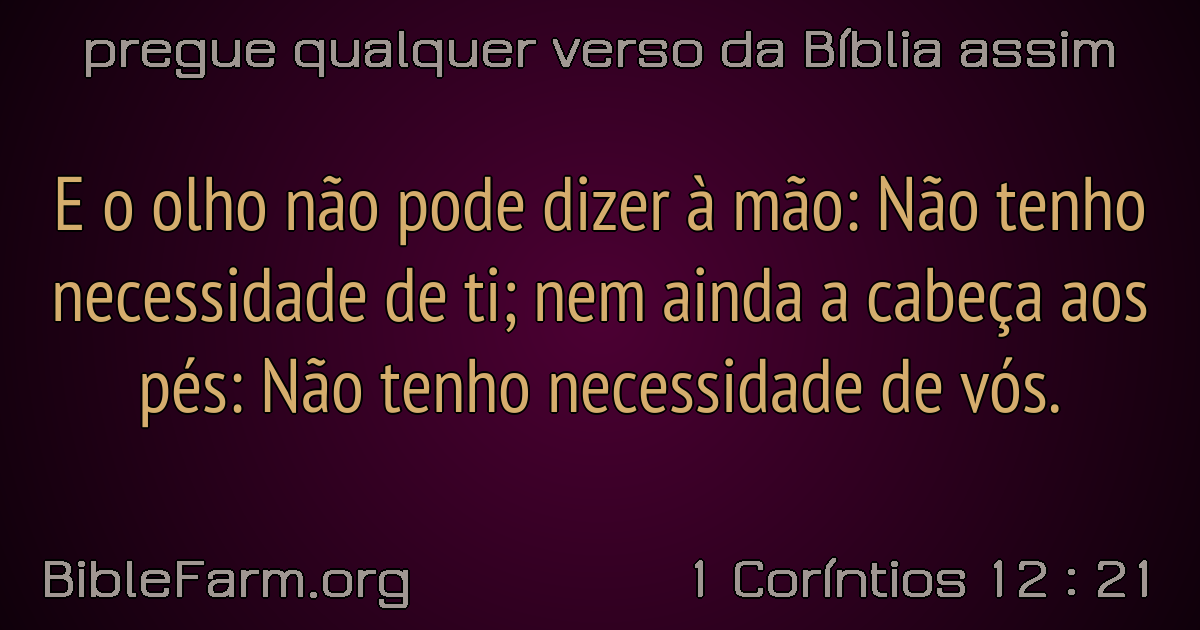 pregue qualquer verso da Bíblia assim
E o olho não pode dizer à mão: Não tenho
necessidade de ti; nem ainda a cabeça aos
pés: Não tenho necessidade de vós.
BibleFarm.org
1 Coríntios 12 : 21